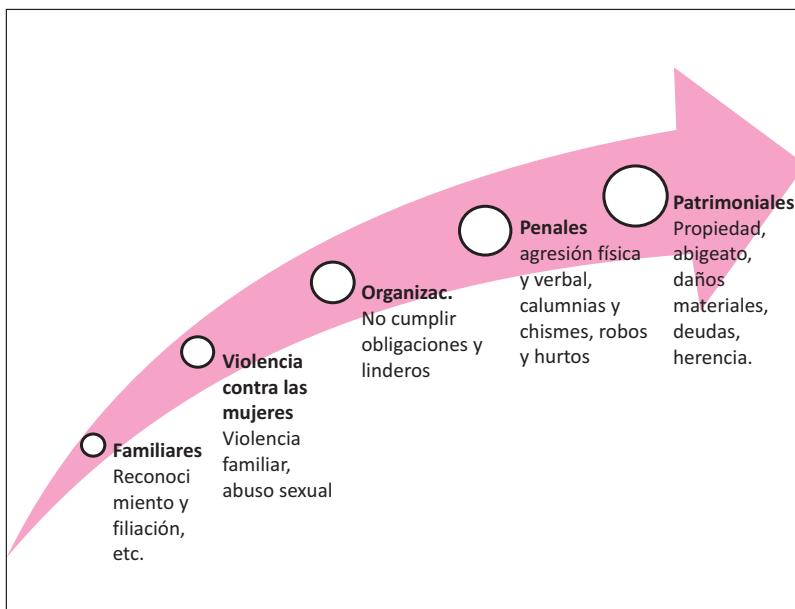 Familiares
Reconoci
miento y
filiación,
etc.
Violencia
contra las
mujeres
Violencia
familiar,
abuso sexual
Organizac.
No cumplir
obligaciones y
linderos
Penales
agresión física
y verbal,
calumnias y
chismes, robos
y hurtos
Patrimoniales
Propiedad,
abigeato,
daños
materiales,
deudas,
herencia.